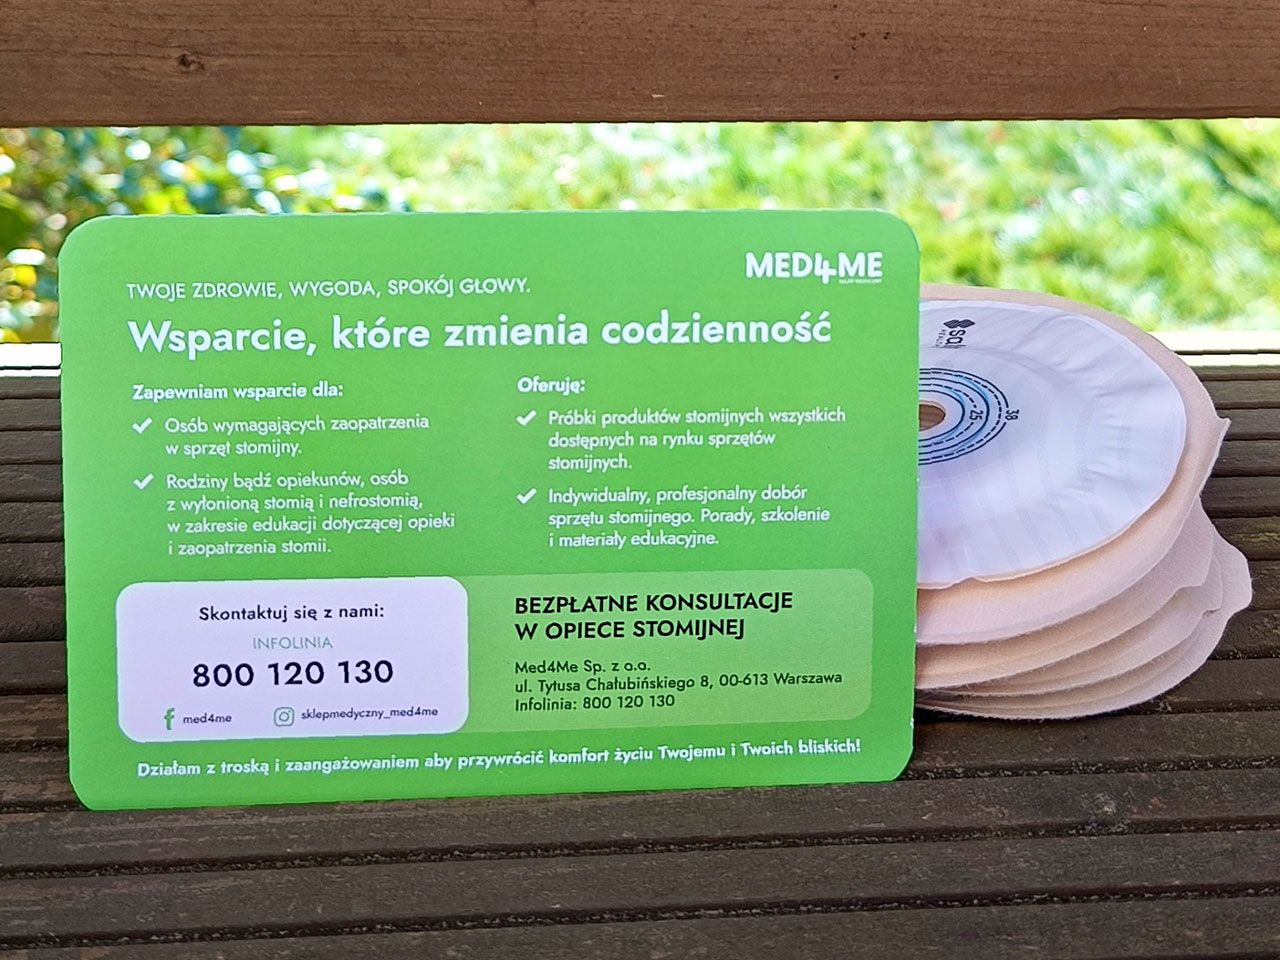 MED4ME
TWOJE ZDROWIE, WYGODA, SPOKÓJ GŁOWY.
Wsparcie, które zmienia codzienność
Zapewniam wsparcie dla:
Osób wymagających zaopatrzenia
w sprzęt stomijny.
Rodziny bądź opiekunów, osób
z wyłonioną stomią i nefrostomią,
w zakresie edukacji dotyczącej opieki
i zaopatrzenia stomii.
Oferuję:
Próbki produktów stomijnych wszystkich
dostępnych na rynku sprzętów
stomijnych.
Indywidualny, profesjonalny dobór
sprzętu stomijnego. Porady, szkolenie
i materiały edukacyjne.
Skontaktuj się z nami:
INFOLINIA
800 120 130
med4me
sklepmedyczny_med4me
BEZPŁATNE KONSULTACJE
W OPIECE STOMIJNEJ
Med4Me Sp. z o.o.
ul. Tytusa Chałubińskiego 8, 00-613 Warszawa
Infolinia: 800 120 130
Działam z troską i zaangażowaniem aby przywrócić komfort życiu Twojemu i Twoich bliskich!
25
38